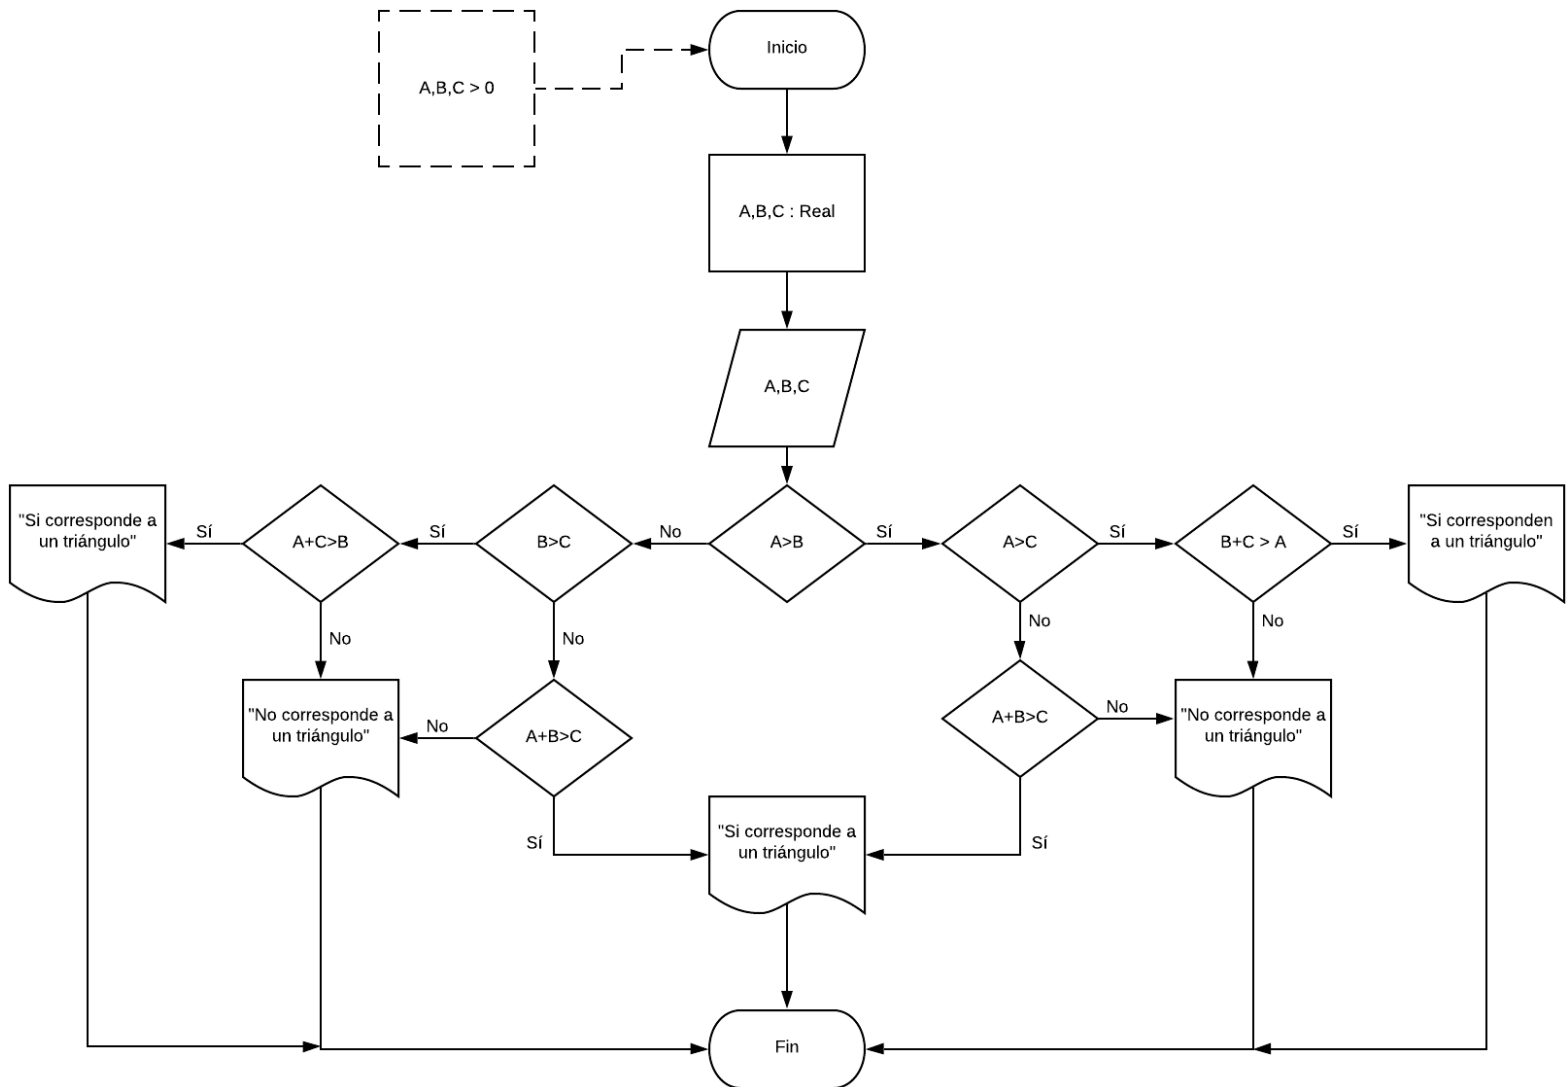 Inicio
A,B,C > 0
A,B,C : Real
A,B,C
"Si corresponde a
un triángulo"
Sí
A+C>B
Sí
B>C
No
A>B
Sí
A>C
Sí
B+C > A
Sí
"Si corresponden
a un triángulo"
No
No
No
No
"No corresponde a
un triángulo"
No
A+B>C
A+B>C
No
"No corresponde a
un triángulo"
Sí
"Si corresponde a
un triángulo"
Sí
Fin